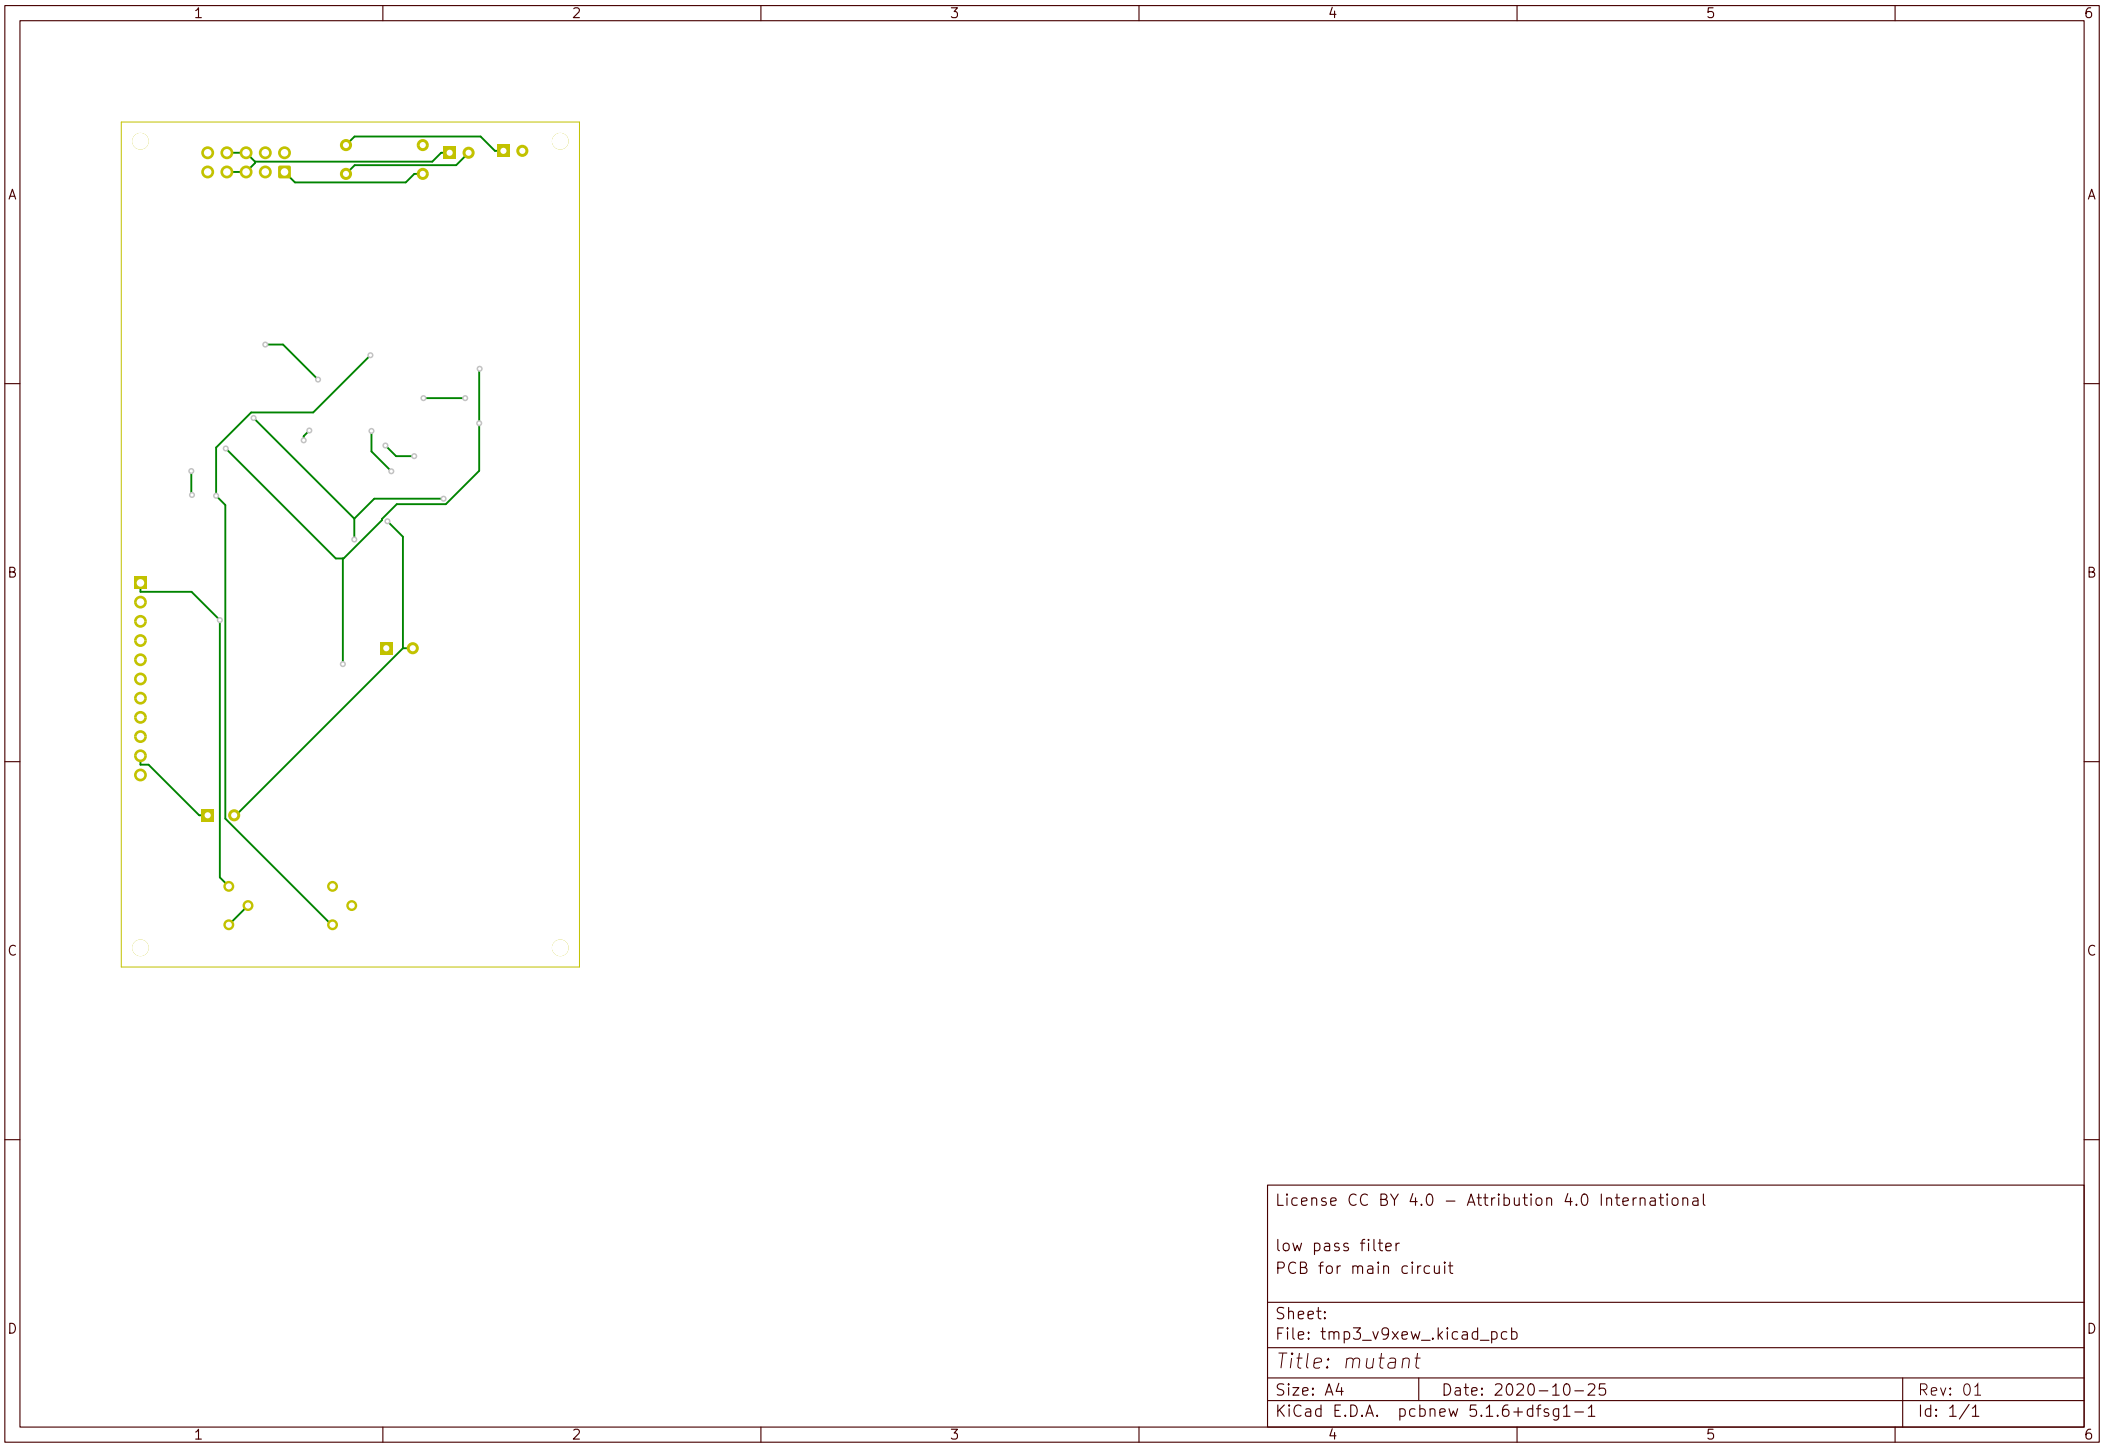 1 2 3 4 5 6
A A
B B
C C
D D
License CC BY 4.0 - Attribution 4.0 International
low pass filter
PCB for main circuit
Sheet:
File: tmp3_v9xew_.kicad_pcb
Title: mutant
Size: A4 Date: 2020-10-25 Rev: 01
KiCad E.D.A. pcbnew 5.1.6+dfsg1-1 Id: 1/1
1 2 3 4 5 6